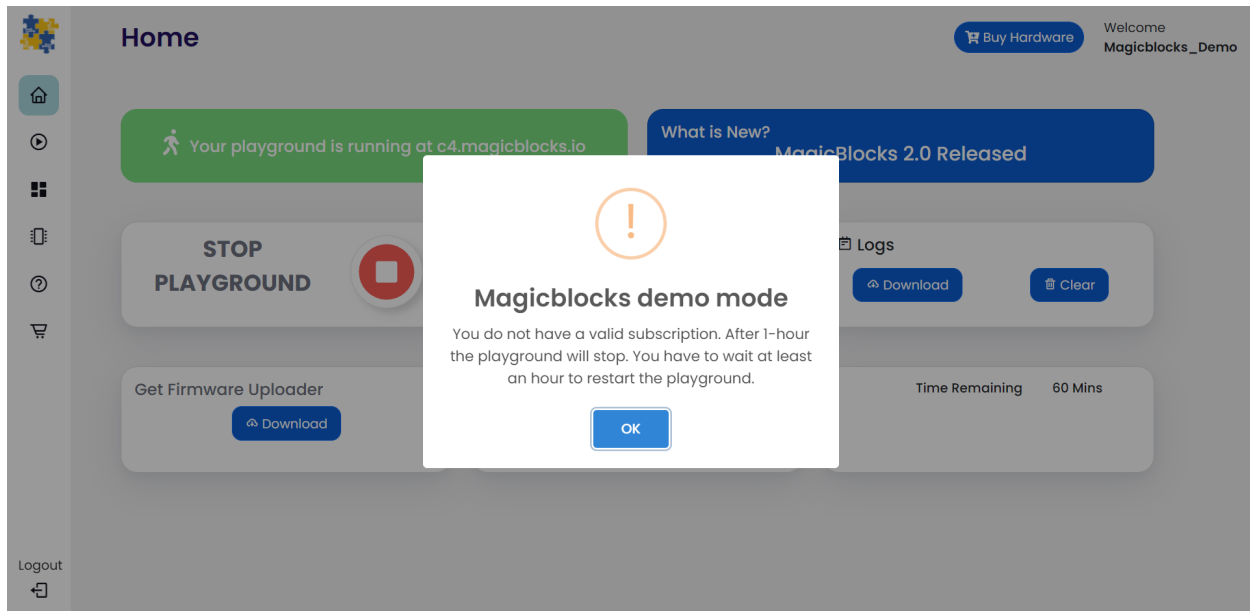 Home
Buy Hardware
Welcome
Magicblocks_Demo
Your playground is running at c4.magicblocks.io
What is New?
MagicBlocks 2.0 Released
STOP
PLAYGROUND
Logs
Download
Clear
!
Magicblocks demo mode
You do not have a valid subscription. After 1-hour
the playground will stop. You have to wait at least
an hour to restart the playground.
OK
Get Firmware Uploader
Download
Time Remaining 60 Mins
Logout